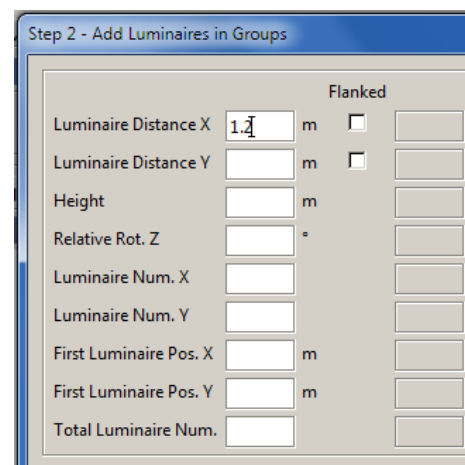 Step 2 - Add Luminaires in Groups
Flanked
Luminaire Distance X 1.2 m
Luminaire Distance Y m
Height m
Relative Rot. Z °
Luminaire Num. X
Luminaire Num. Y
First Luminaire Pos. X m
First Luminaire Pos. Y m
Total Luminaire Num.